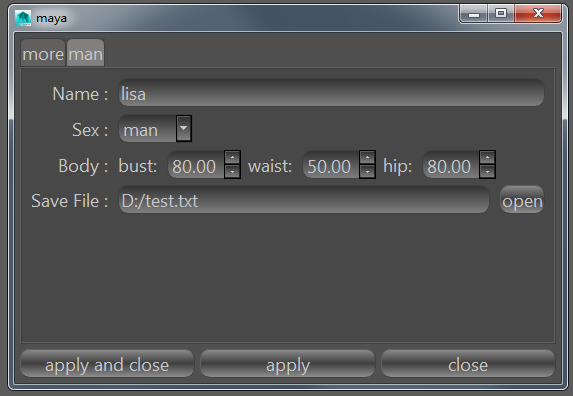 maya
more man
Name : lisa
Sex : man
Body : bust: 80.00 waist: 50.00 hip: 80.00
Save File : D:/test.txt open
apply and close apply close